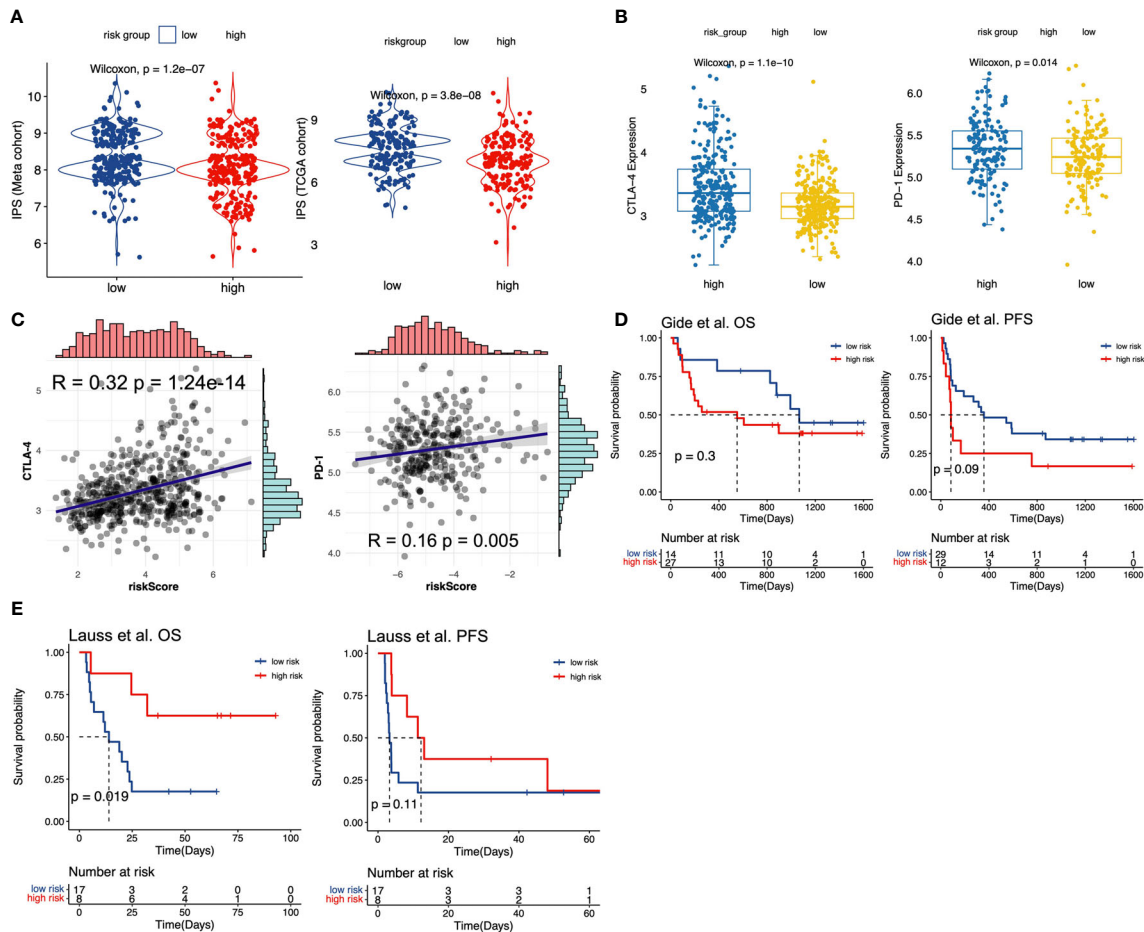 A
risk group low high
Wilcoxon, p = 1.2e−07
IPS (Meta cohort)
10
9
8
7
6
low high
riskgroup low high
Wilcoxon, p = 3.8e−08
IPS (TCGA cohort)
9
6
3
low high
B
risk_group high low
Wilcoxon, p = 1.1e−10
CTLA−4 Expression
5
4
3
high low
risk_group high low
Wilcoxon, p = 0.014
PD−1 Expression
6.0
5.5
5.0
4.5
4.0
high low
C
R = 0.32 p = 1.24e−14
CTLA−4
5
4
3
2 4 6
riskScore
PD−1
6.0
5.5
5.0
4.5
4.0
R = 0.16 p = 0.005
−6 −4 −2
riskScore
D
Gide et al. OS
low risk
high risk
Survival probability
1.00
0.75
0.50
0.25
0.00
p = 0.3
0 400 800 1200 1600
Time(Days)
Number at risk
low risk 14 11 10 4 1
high risk 27 13 10 2 0
0 400 800 1200 1600
Time(Days)
Gide et al. PFS
low risk
high risk
Survival probability
1.00
0.75
0.50
0.25
0.00
p = 0.09
0 400 800 1200 1600
Time(Days)
Number at risk
low risk 29 14 11 4 1
high risk 12 3 2 1 0
0 400 800 1200 1600
Time(Days)
E
Lauss et al. OS
low risk
high risk
Survival probability
1.00
0.75
0.50
0.25
0.00
p = 0.019
0 25 50 75 100
Time(Days)
Number at risk
low risk 17 3 2 0 0
high risk 8 6 4 1 0
0 25 50 75 100
Time(Days)
Lauss et al. PFS
low risk
high risk
Survival probability
1.00
0.75
0.50
0.25
0.00
p = 0.11
0 20 40 60
Time(Days)
Number at risk
low risk 17 3 3 1
high risk 8 3 2 1
0 20 40 60
Time(Days)